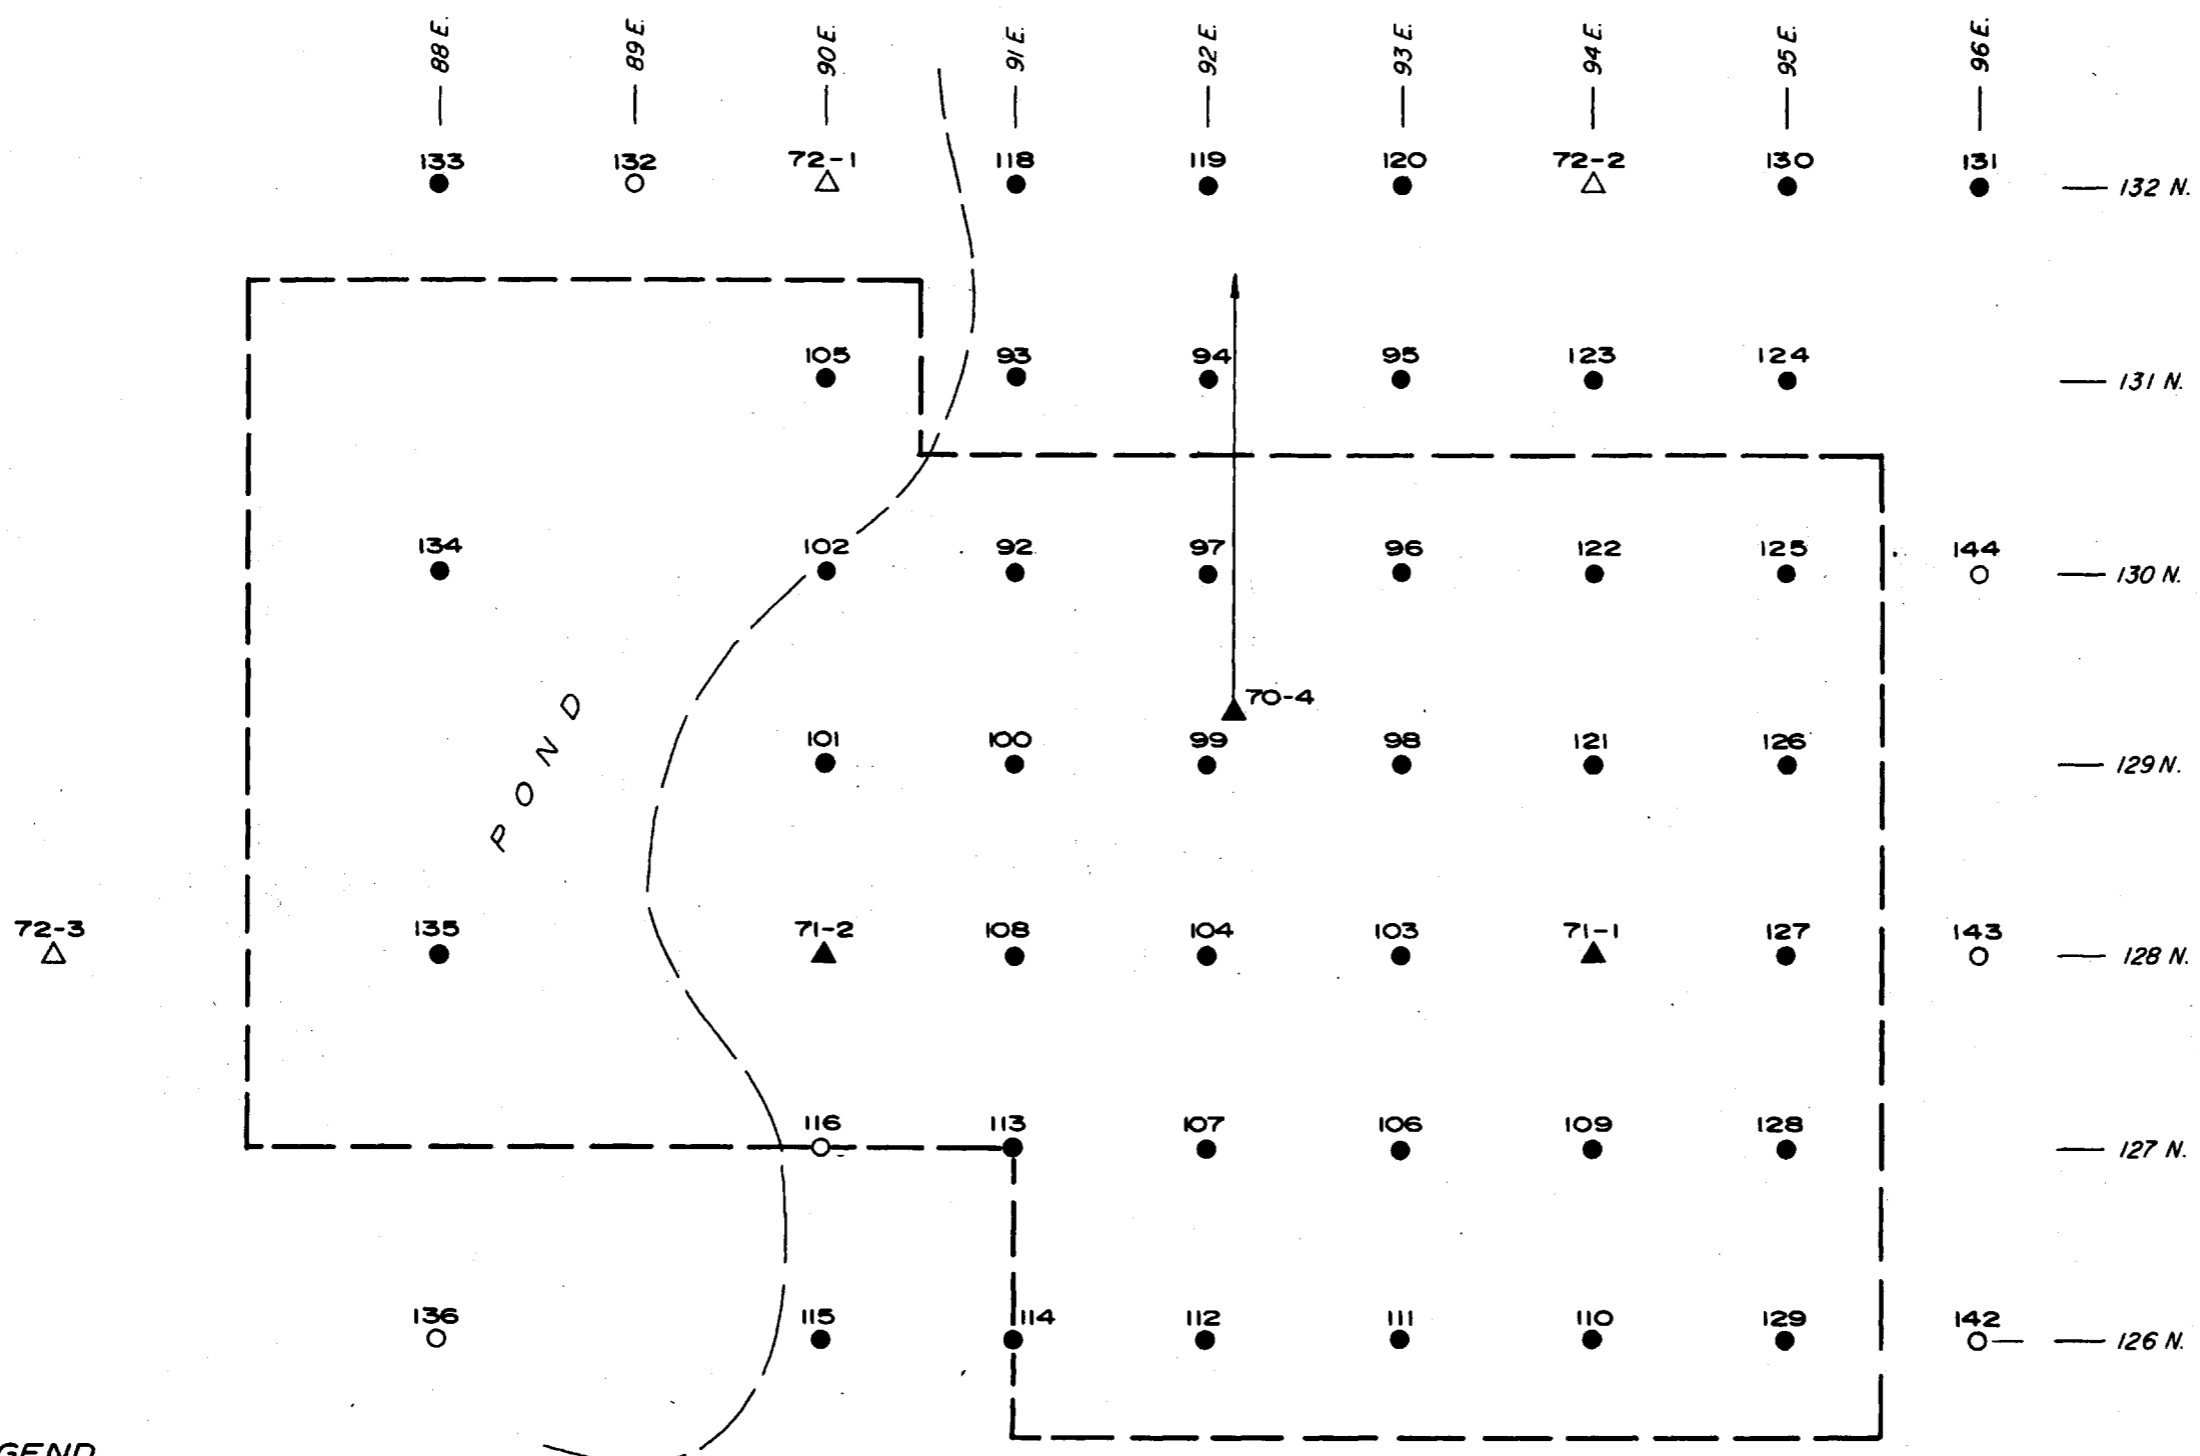 88 E. 89 E. 90 E. 91 E. 92 E. 93 E. 94 E. 95 E. 96 E.
133 132 72-1 118 119 120 72-2 130 131
132 N.
105 93 94 95 123 124
131 N.
134 102 92 97 96 122 125 144
130 N.
70-4
POND
101 100 99 98 121 126
129 N.
72-3 135 71-2 108 104 103 71-1 127 143
128 N.
116 113 107 106 109 128
127 N.
136 115 114 112 111 110 129 142
126 N.
GEND